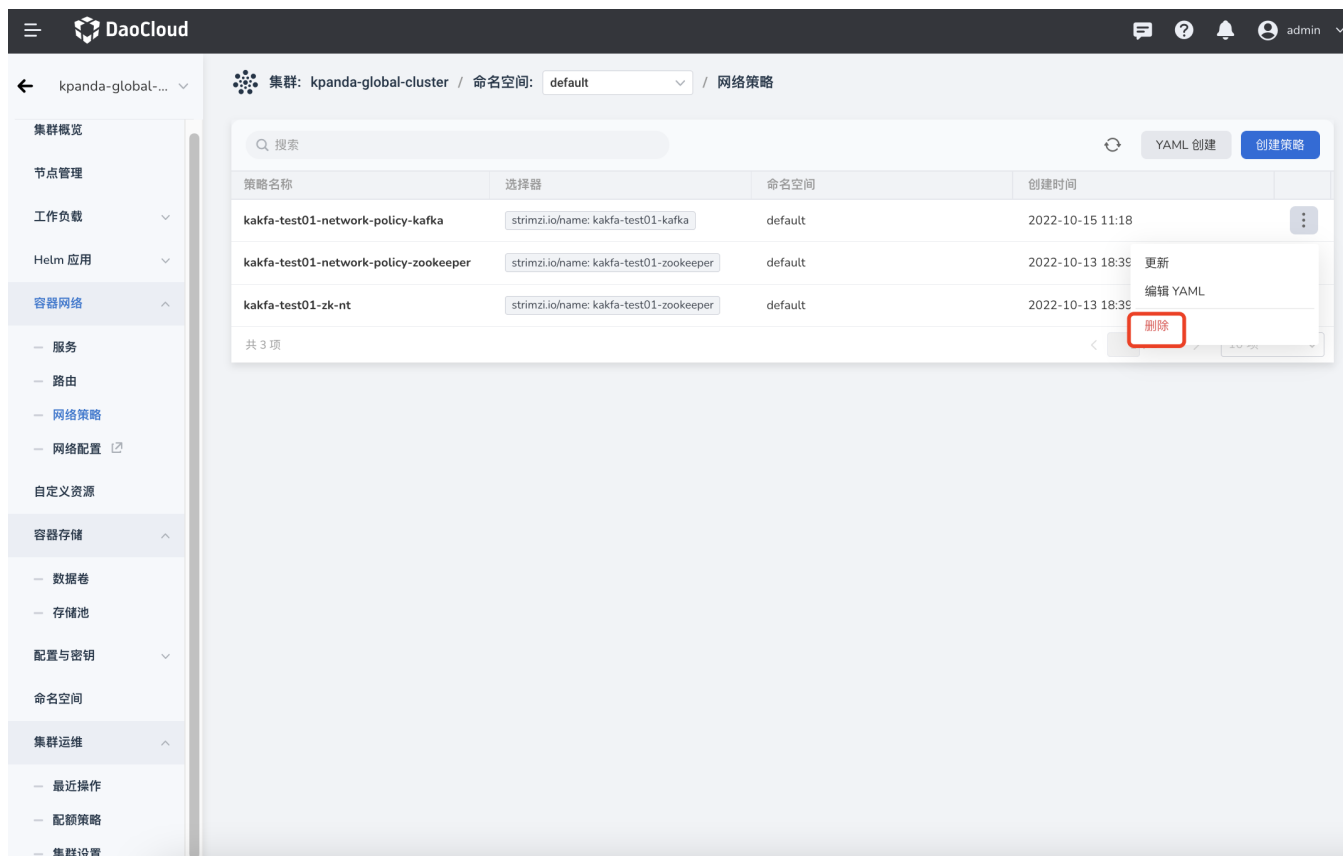 DaoCloud
admin
kpanda-global-...
集群: kpanda-global-cluster / 命名空间: default / 网络策略
集群概览
节点管理
工作负载
Helm 应用
容器网络
服务
路由
网络策略
网络配置
自定义资源
容器存储
数据卷
存储池
配置与密钥
命名空间
集群运维
最近操作
配额策略
集群设置
搜索
YAML 创建
创建策略
策略名称 选择器 命名空间 创建时间
kakfa-test01-network-policy-kafka strimzi.io/name: kakfa-test01-kafka default 2022-10-15 11:18
kakfa-test01-network-policy-zookeeper strimzi.io/name: kakfa-test01-zookeeper default 2022-10-13 18:39
kakfa-test01-zk-nt strimzi.io/name: kakfa-test01-zookeeper default 2022-10-13 18:39
共 3 项
更新
编辑 YAML
删除